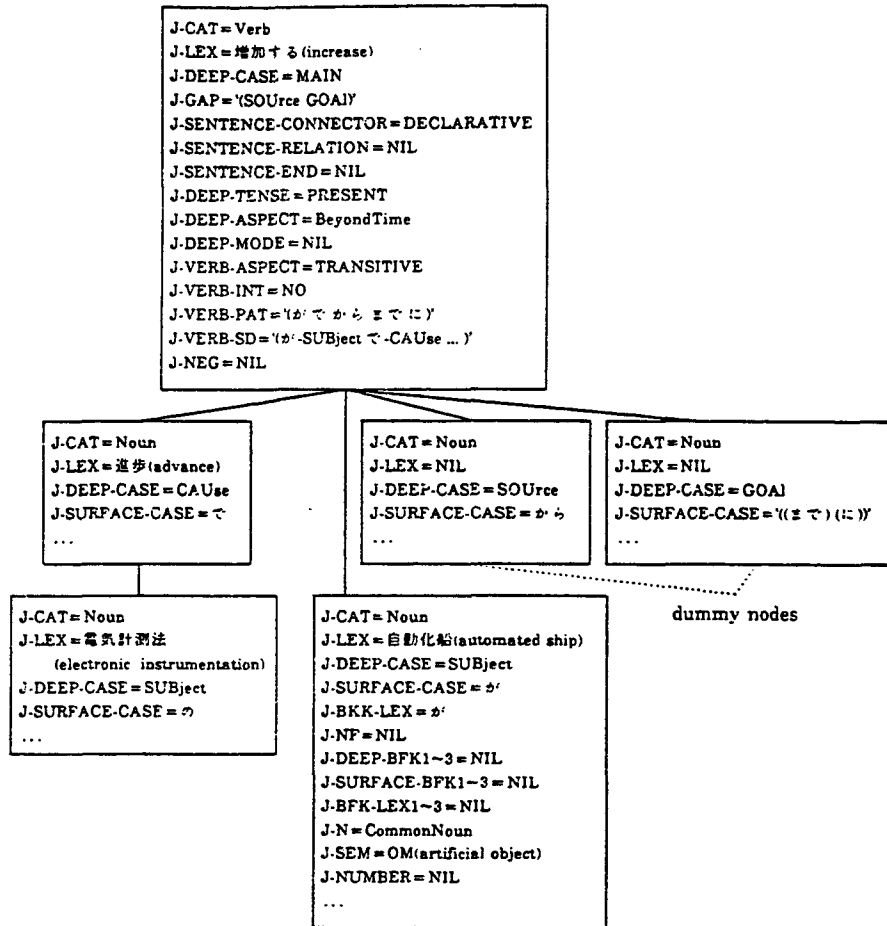 J-CAT=Verb
J-LEX=増加する(increase)
J-DEEP-CASE=MAIN
J-GAP='(SOUrce GOAl)'
J-SENTENCE-CONNECTOR=DECLARATIVE
J-SENTENCE-RELATION=NIL
J-SENTENCE-END=NIL
J-DEEP-TENSE=PRESENT
J-DEEP-ASPECT=BeyondTime
J-DEEP-MODE=NIL
J-VERB-ASPECT=TRANSITIVE
J-VERB-INT=NO
J-VERB-PAT='(が で から まで に)'
J-VERB-SD='(が-SUBject で-CAUse ...)'
J-NEG=NIL
J-CAT=Noun
J-LEX=進歩(advance)
J-DEEP-CASE=CAUse
J-SURFACE-CASE=で
...
J-CAT=Noun
J-LEX=NIL
J-DEEP-CASE=SOUrce
J-SURFACE-CASE=から
...
J-CAT=Noun
J-LEX=NIL
J-DEEP-CASE=GOAl
J-SURFACE-CASE='((まで)(に))'
...
dummy nodes
J-CAT=Noun
J-LEX=電気計測法
(electronic instrumentation)
J-DEEP-CASE=SUBject
J-SURFACE-CASE=の
...
J-CAT=Noun
J-LEX=自動化船(automated ship)
J-DEEP-CASE=SUBject
J-SURFACE-CASE=が
J-BKK-LEX=が
J-NF=NIL
J-DEEP-BFK1~3=NIL
J-SURFACE-BFK1~3=NIL
J-BFK-LEX1~3=NIL
J-N=CommonNoun
J-SEM=OM(artificial object)
J-NUMBER=NIL
...